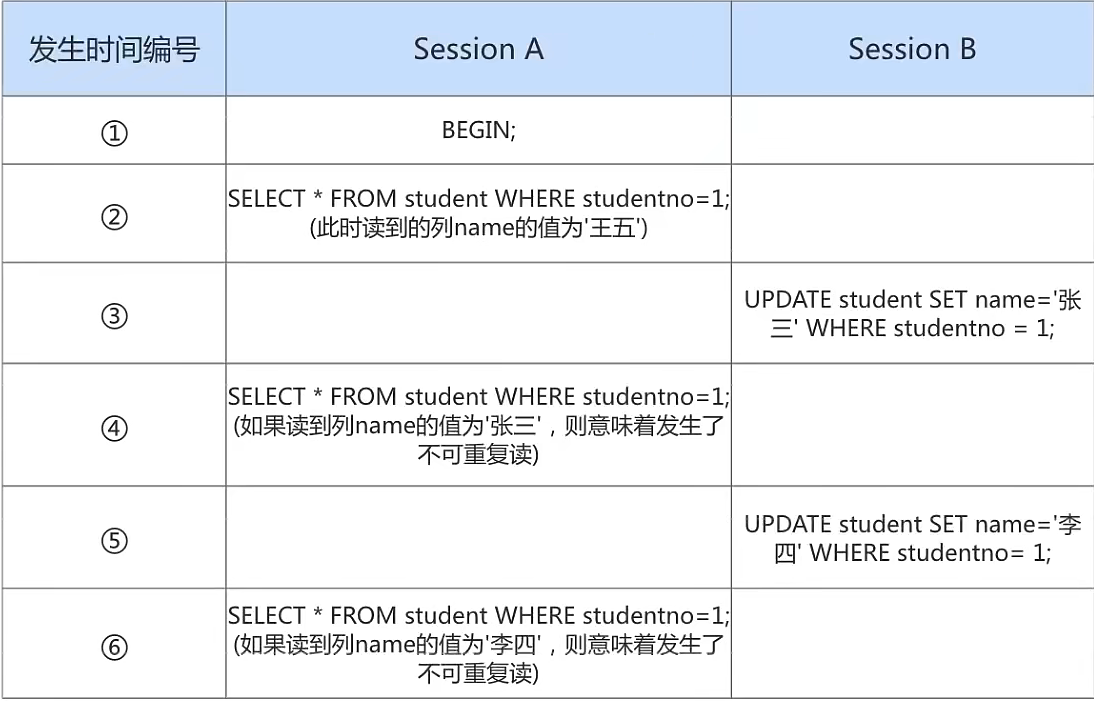 发生时间编号 Session A Session B
① BEGIN;
② SELECT * FROM student WHERE studentno=1;
(此时读到的列name的值为'王五')
③ UPDATE student SET name='张
三' WHERE studentno = 1;
④ SELECT * FROM student WHERE studentno=1;
(如果读到列name的值为'张三'，则意味着发生了
不可重复读)
⑤ UPDATE student SET name='李
四' WHERE studentno= 1;
⑥ SELECT * FROM student WHERE studentno=1;
(如果读到列name的值为'李四'，则意味着发生了
不可重复读)